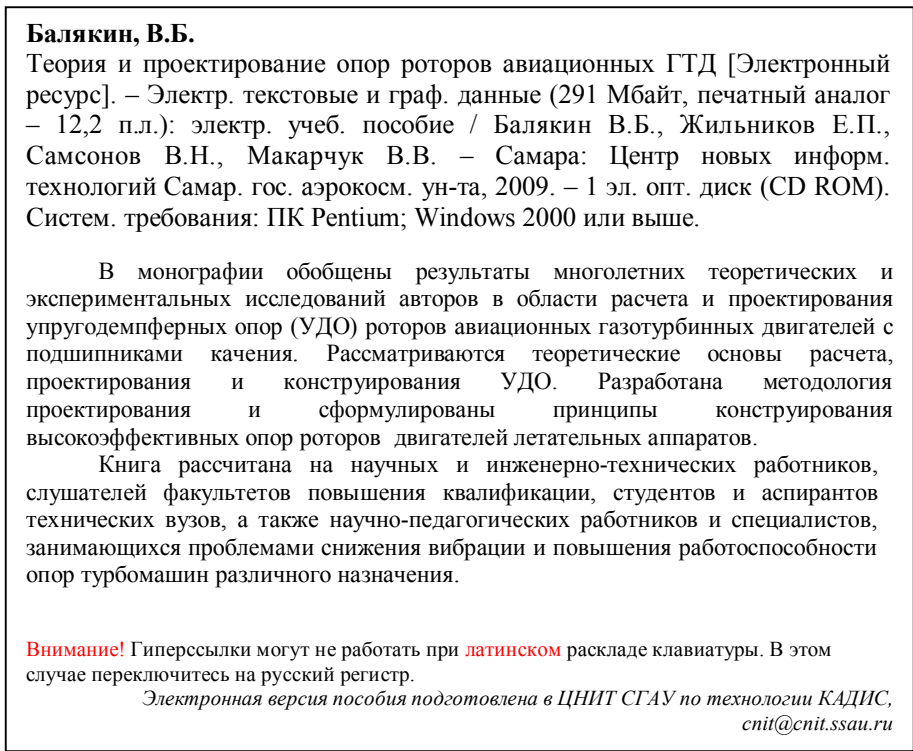 Балякин, В.Б.
Теория и проектирование опор роторов авиационных ГТД [Электронный
ресурс]. – Электр. текстовые и граф. данные (291 Мбайт, печатный аналог
– 12,2 п.л.): электр. учеб. пособие / Балякин В.Б., Жильников Е.П.,
Самсонов В.Н., Макарчук В.В. – Самара: Центр новых информ.
технологий Самар. гос. аэрокосм. ун-та, 2009. – 1 эл. опт. диск (CD ROM).
Систем. требования: ПК Pentium; Windows 2000 или выше.
В монографии обобщены результаты многолетних теоретических и
экспериментальных исследований авторов в области расчета и проектирования
упругодемпферных опор (УДО) роторов авиационных газотурбинных двигателей с
подшипниками качения. Рассматриваются теоретические основы расчета,
проектирования и конструирования УДО. Разработана методология
проектирования и сформулированы принципы конструирования
высокоэффективных опор роторов двигателей летательных аппаратов.
Книга рассчитана на научных и инженерно-технических работников,
слушателей факультетов повышения квалификации, студентов и аспирантов
технических вузов, а также научно-педагогических работников и специалистов,
занимающихся проблемами снижения вибрации и повышения работоспособности
опор турбомашин различного назначения.
Внимание! Гиперссылки могут не работать при латинском раскладе клавиатуры. В этом
случае переключитесь на русский регистр.
Электронная версия пособия подготовлена в ЦНИТ СГАУ по технологии КАДИС,
cnit@cnit.ssau.ru